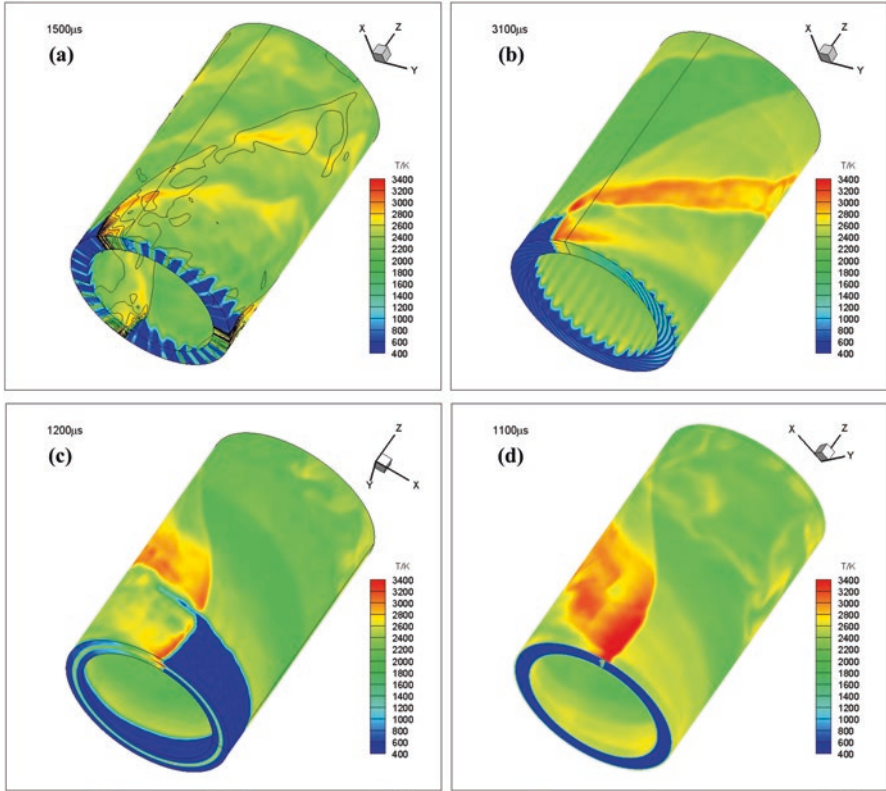 1500μs
(a)
X
Z
Y
T/K
3400
3200
3000
2800
2600
2400
2200
2000
1800
1600
1400
1200
1000
800
600
400
3100μs
(b)
X
Z
Y
T/K
3400
3200
3000
2800
2600
2400
2200
2000
1800
1600
1400
1200
1000
800
600
400
1200μs
(c)
Z
Y
X
T/K
3400
3200
3000
2800
2600
2400
2200
2000
1800
1600
1400
1200
1000
800
600
400
1100μs
(d)
X
Z
Y
T/K
3400
3200
3000
2800
2600
2400
2200
2000
1800
1600
1400
1200
1000
800
600
400